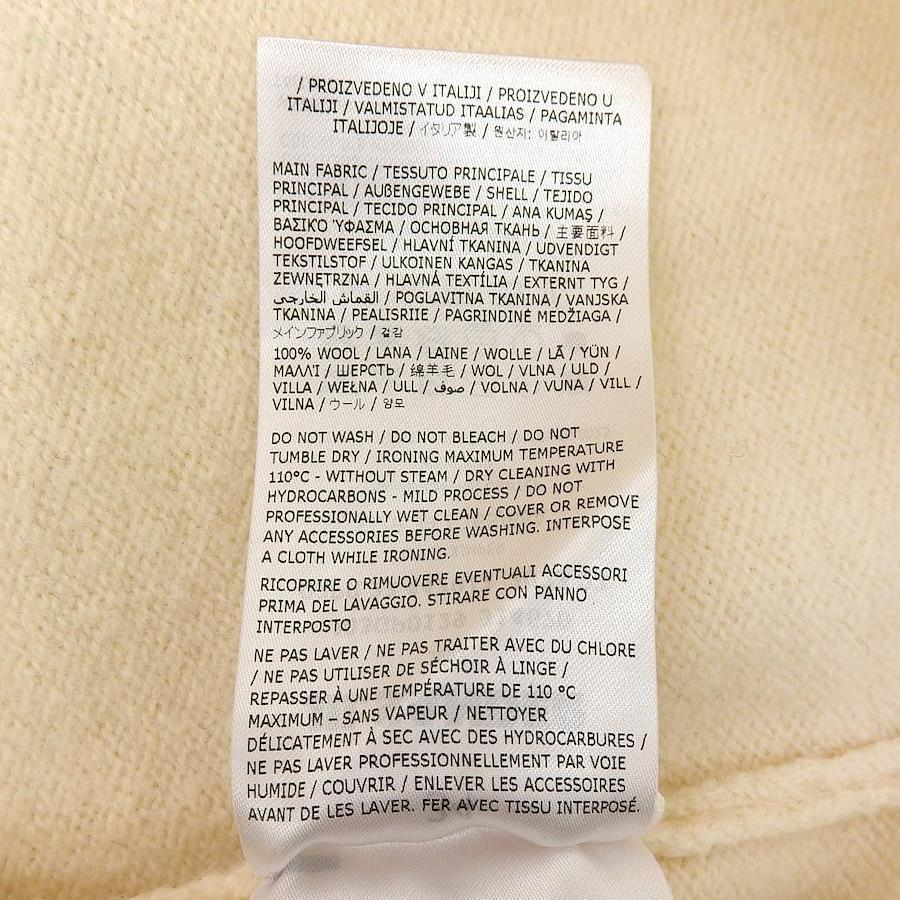 / PROIZVEDENO V ITALIJI / PROIZVEDENO U
ITALIJI / VALMISTATUD ITAALIAS / PAGAMINTA
ITALIJOJE / イタリア製 / 원산지: 이탈리아
MAIN FABRIC / TESSUTO PRINCIPALE / TISSU
PRINCIPAL / AUßENGEWEBE / SHELL / TEJIDO
PRINCIPAL / TECIDO PRINCIPAL / ANA KUMAŞ /
ΒΑΣΙΚΌ ΎΦΑΣΜΑ / ОСНОВНАЯ ТКАНЬ / 主要面料 /
HOOFDWEEFSEL / HLAVNÍ TKANINA / UDVENDIGT
TEKSTILSTOF / ULKOINEN KANGAS / TKANINA
ZEWNĘTRZNA / HLAVNÁ TEXTÍLIA / EXTERNT TYG /
القماش الخارجي / POGLAVITNA TKANINA / VANJSKA
TKANINA / PEALISRIIE / PAGRINDINĖ MEDŽIAGA /
メインファブリック / 겉감
100% WOOL / LANA / LAINE / WOLLE / LÃ / YÜN /
ΜΑΛΛΊ / ШЕРСТЬ / 绵羊毛 / WOL / VLNA / ULD /
VILLA / WEŁNA / ULL / صوف / VOLNA / VUNA / VILL /
VILNA / ウール / 양모
DO NOT WASH / DO NOT BLEACH / DO NOT
TUMBLE DRY / IRONING MAXIMUM TEMPERATURE
110°C - WITHOUT STEAM / DRY CLEANING WITH
HYDROCARBONS - MILD PROCESS / DO NOT
PROFESSIONALLY WET CLEAN / COVER OR REMOVE
ANY ACCESSORIES BEFORE WASHING. INTERPOSE
A CLOTH WHILE IRONING.
RICOPRIRE O RIMUOVERE EVENTUALI ACCESSORI
PRIMA DEL LAVAGGIO. STIRARE CON PANNO
INTERPOSTO
NE PAS LAVER / NE PAS TRAITER AVEC DU CHLORE
/ NE PAS UTILISER DE SÉCHOIR À LINGE /
REPASSER À UNE TEMPÉRATURE DE 110 °C
MAXIMUM – SANS VAPEUR / NETTOYER
DÉLICATEMENT À SEC AVEC DES HYDROCARBURES /
NE PAS LAVER PROFESSIONNELLEMENT PAR VOIE
HUMIDE / COUVRIR / ENLEVER LES ACCESSOIRES
AVANT DE LES LAVER. FER AVEC TISSU INTERPOSÉ.